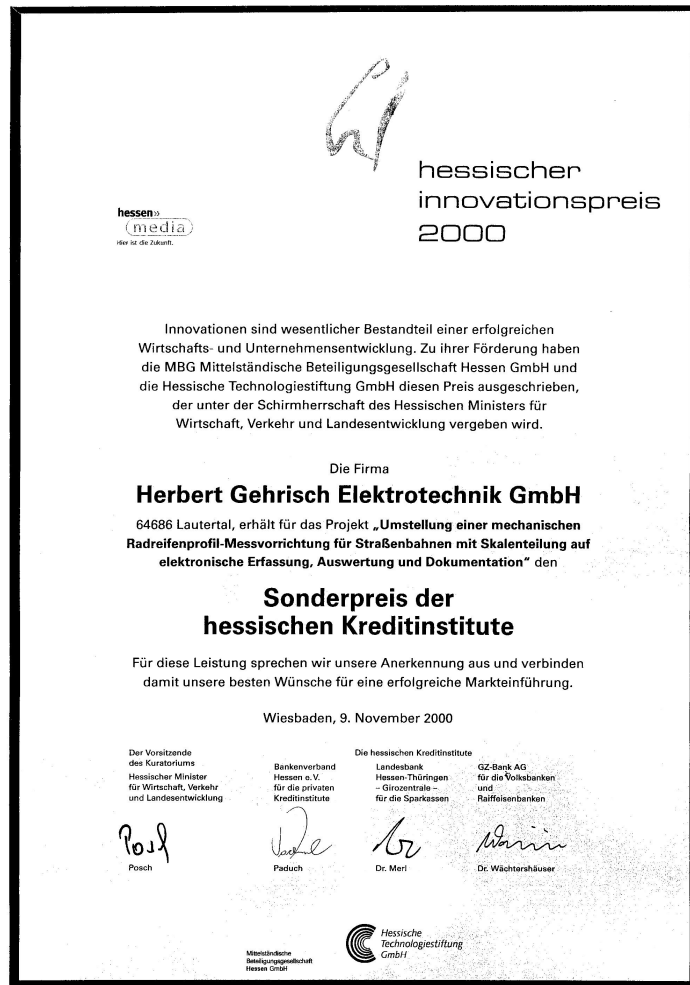 hessischer
innovationspreis
2000
hessen»
media
Hier ist die Zukunft.
Innovationen sind wesentlicher Bestandteil einer erfolgreichen
Wirtschafts- und Unternehmensentwicklung. Zu ihrer Förderung haben
die MBG Mittelständische Beteiligungsgesellschaft Hessen GmbH und
die Hessische Technologiestiftung GmbH diesen Preis ausgeschrieben,
der unter der Schirmherrschaft des Hessischen Ministers für
Wirtschaft, Verkehr und Landesentwicklung vergeben wird.
Die Firma
Herbert Gehrisch Elektrotechnik GmbH
64686 Lautertal, erhält für das Projekt „Umstellung einer mechanischen
Radreifenprofil-Messvorrichtung für Straßenbahnen mit Skalenteilung auf
elektronische Erfassung, Auswertung und Dokumentation“ den
Sonderpreis der
hessischen Kreditinstitute
Für diese Leistung sprechen wir unsere Anerkennung aus und verbinden
damit unsere besten Wünsche für eine erfolgreiche Markteinführung.
Wiesbaden, 9. November 2000
Der Vorsitzende
des Kuratoriums
Hessischer Minister
für Wirtschaft, Verkehr
und Landesentwicklung
Posch
Die hessischen Kreditinstitute
Bankenverband
Hessen e.V.
für die privaten
Kreditinstitute
Paduch
Landesbank
Hessen-Thüringen
– Girozentrale –
für die Sparkassen
Dr. Merl
GZ-Bank AG
für die Volksbanken
und
Raiffeisenbanken
Dr. Wächtershäuser
Mittelständische
Beteiligungsgesellschaft
Hessen GmbH
Hessische
Technologiestiftung
GmbH